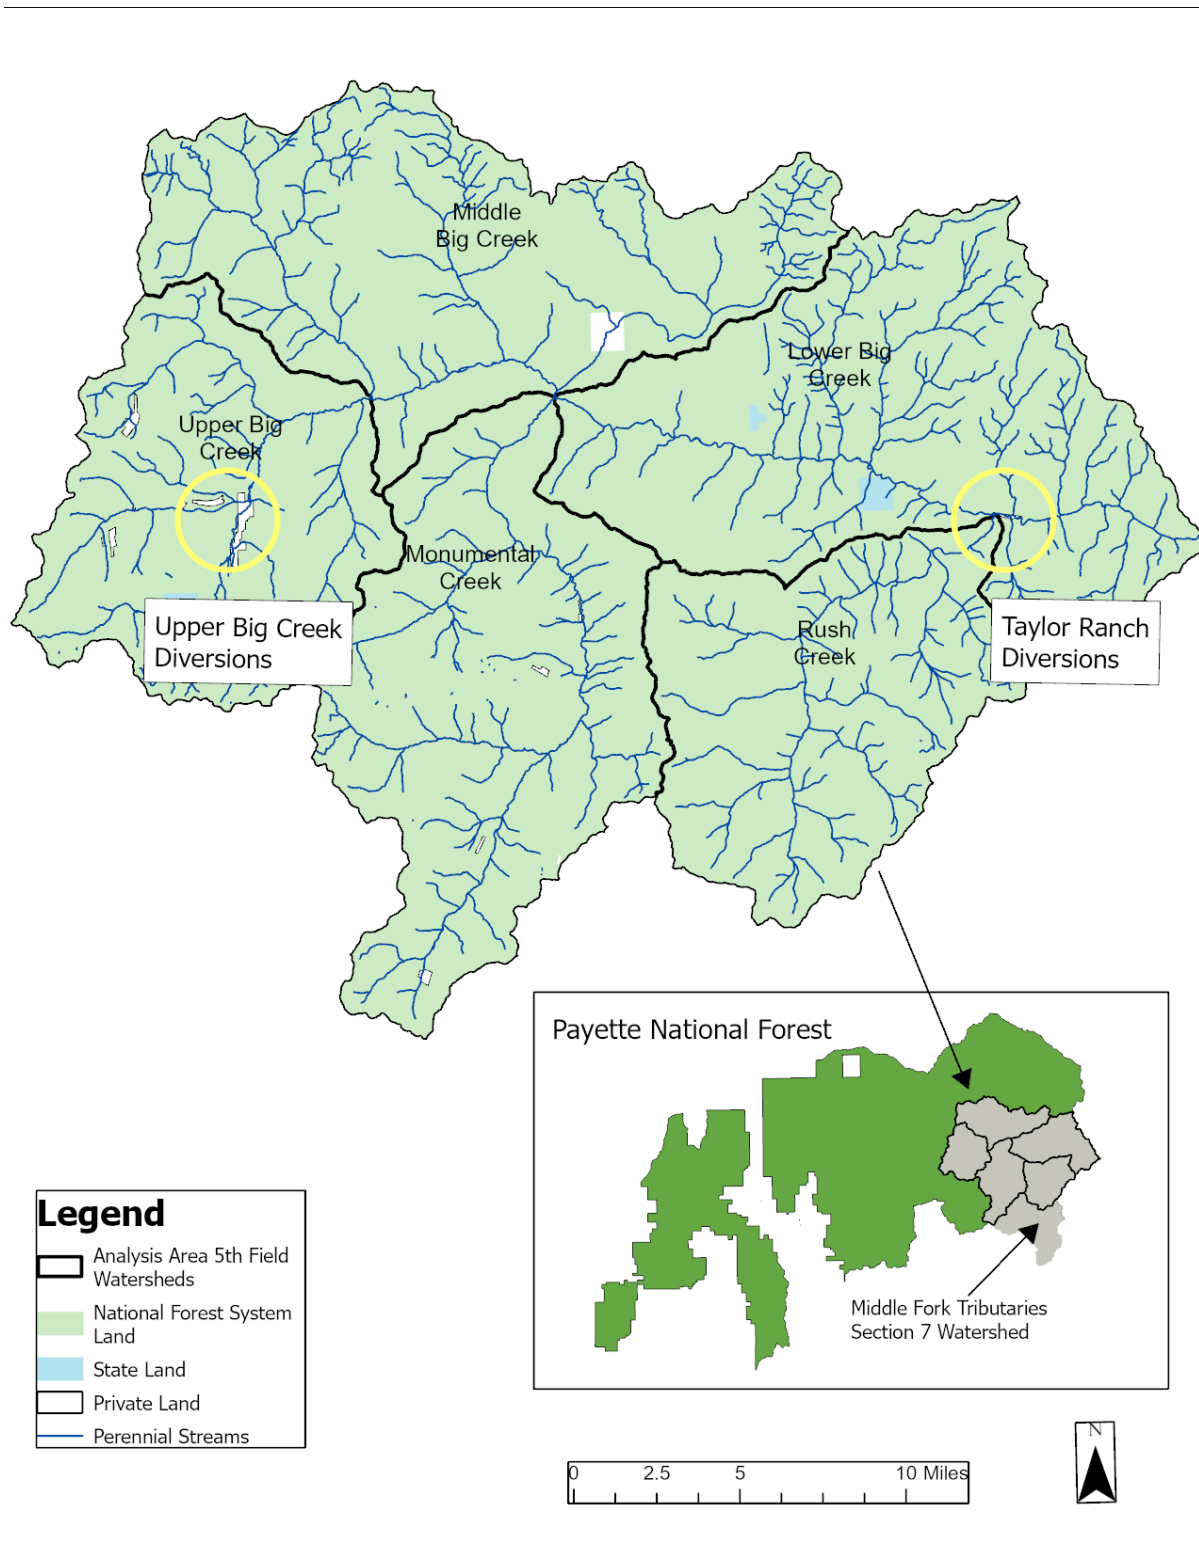 Middle
Big Creek
Lower Big
Creek
Upper Big
Creek
Monumental
Creek
Rush
Creek
Upper Big Creek
Diversions
Taylor Ranch
Diversions
Payette National Forest
Middle Fork Tributaries
Section 7 Watershed
Legend
Analysis Area 5th Field
Watersheds
National Forest System
Land
State Land
Private Land
Perennial Streams
0 2.5 5 10 Miles
N